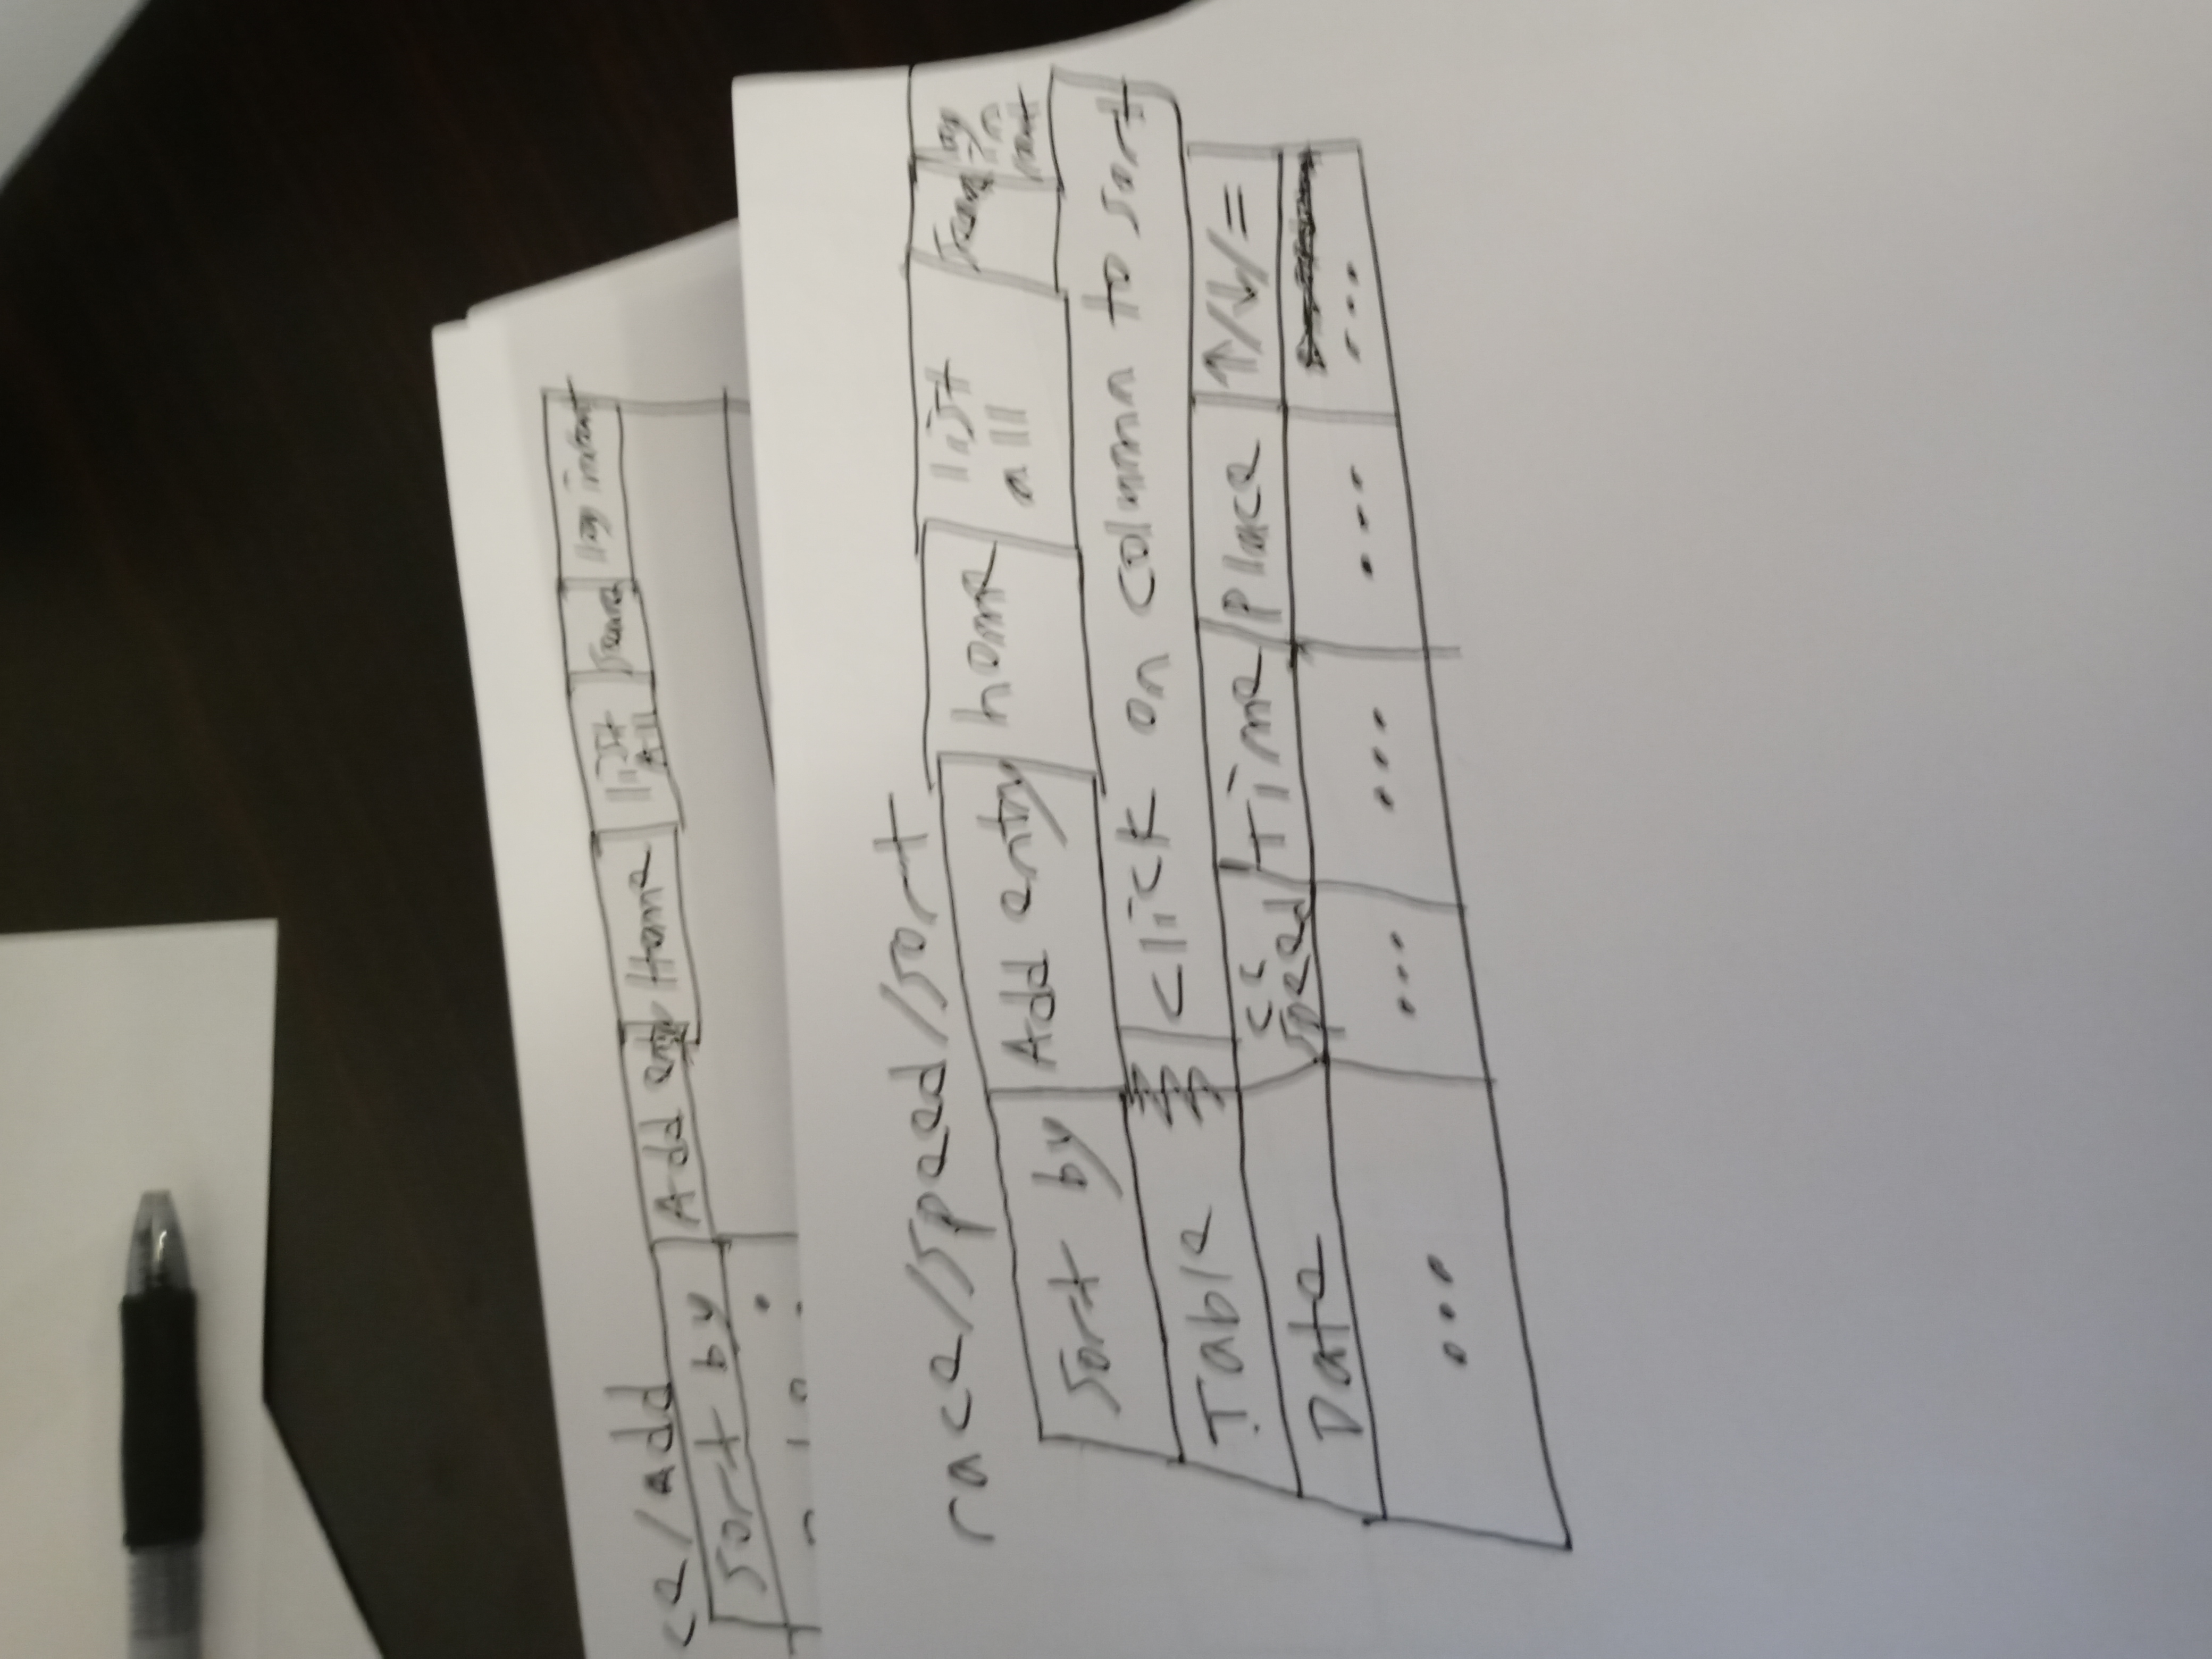 ce/Add
Sort by Add entry Home list All Search log in/out
race/speed/sort
Sort by Add entry home list all Search log in /out
Table click on column to sort
Date cc speed time place ↑/↓/=
... ... ... ... ...